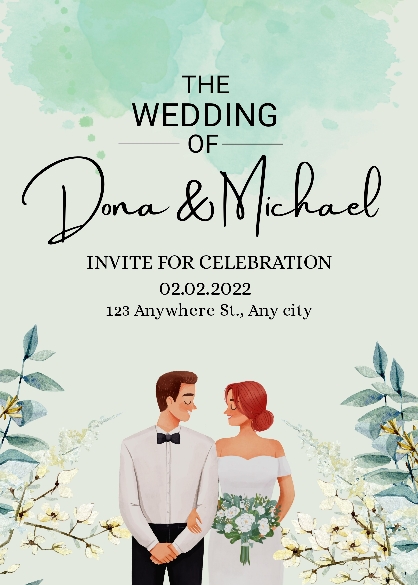 THE
WEDDING
OF
Dona & Michael
INVITE FOR CELEBRATION
02.02.2022
123 Anywhere St., Any city